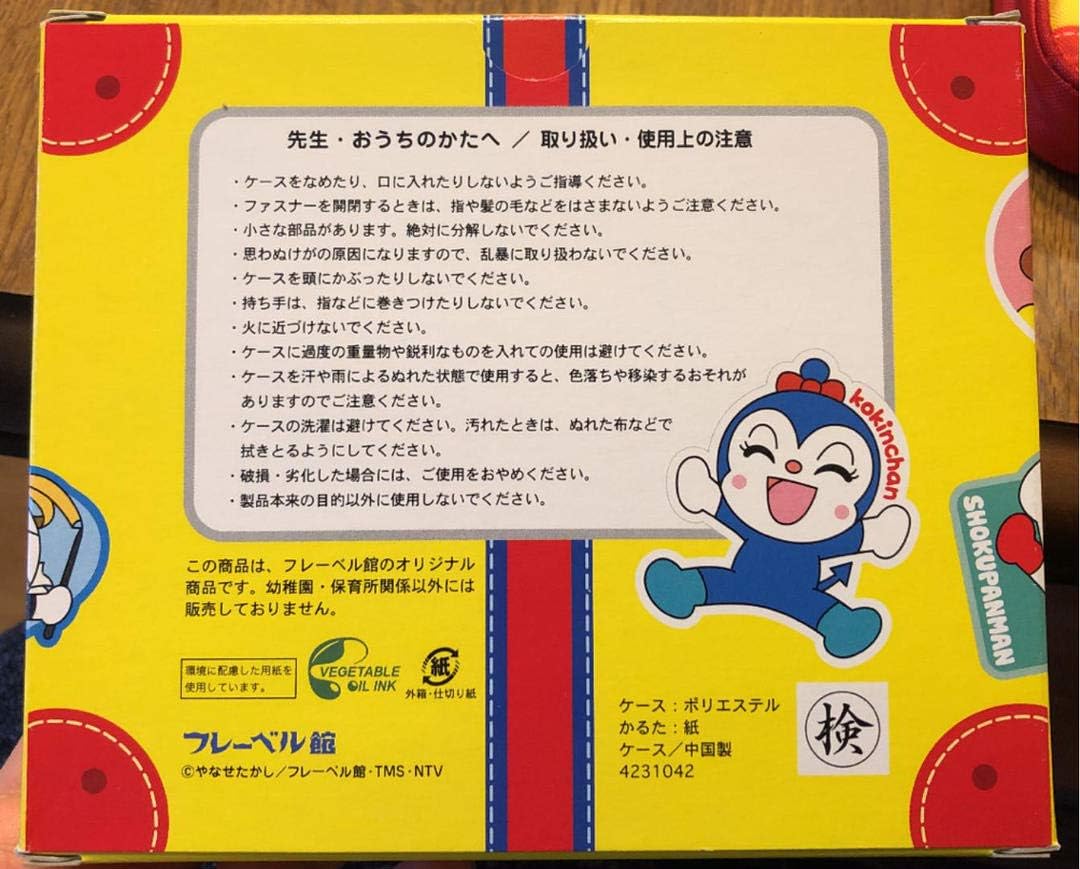 先生・おうちのかたへ ／ 取り扱い・使用上の注意
・ケースをなめたり、口に入れたりしないようご指導ください。
・ファスナーを開閉するときは、指や髪の毛などをはさまないようご注意ください。
・小さな部品があります。絶対に分解しないでください。
・思わぬけがの原因になりますので、乱暴に取り扱わないでください。
・ケースを頭にかぶったりしないでください。
・持ち手は、指などに巻きつけたりしないでください。
・火に近づけないでください。
・ケースに過度の重量物や鋭利なものを入れての使用は避けてください。
・ケースを汗や雨によるぬれた状態で使用すると、色落ちや移染するおそれが
ありますのでご注意ください。
・ケースの洗濯は避けてください。汚れたときは、ぬれた布などで
拭きとるようにしてください。
・破損・劣化した場合には、ご使用をおやめください。
・製品本来の目的以外に使用しないでください。
kokinchan
SHOKUPANMAN
この商品は、フレーベル館のオリジナル
商品です。幼稚園・保育所関係以外には
販売しておりません。
環境に配慮した用紙を
使用しています。
VEGETABLE
OIL INK
紙
外箱・仕切り紙
フレーベル館
©やなせたかし／フレーベル館・TMS・NTV
ケース：ポリエステル
かるた：紙
ケース／中国製
4231042
検